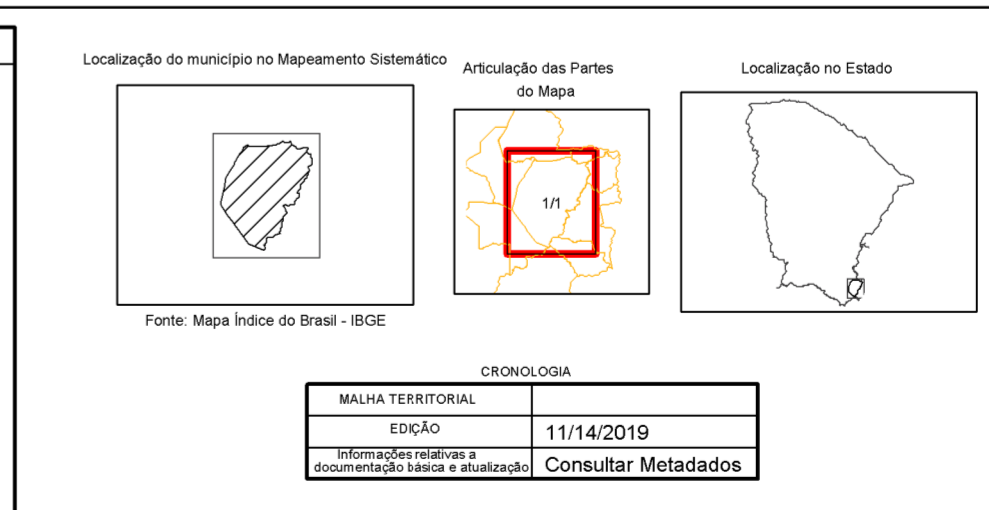 Localização do município no Mapeamento Sistemático
Articulação das Partes
do Mapa
Localização no Estado
1/1
Fonte: Mapa Índice do Brasil - IBGE
CRONOLOGIA
MALHA TERRITORIAL
EDIÇÃO
11/14/2019
Informações relativas a
documentação básica e atualização
Consultar Metadados